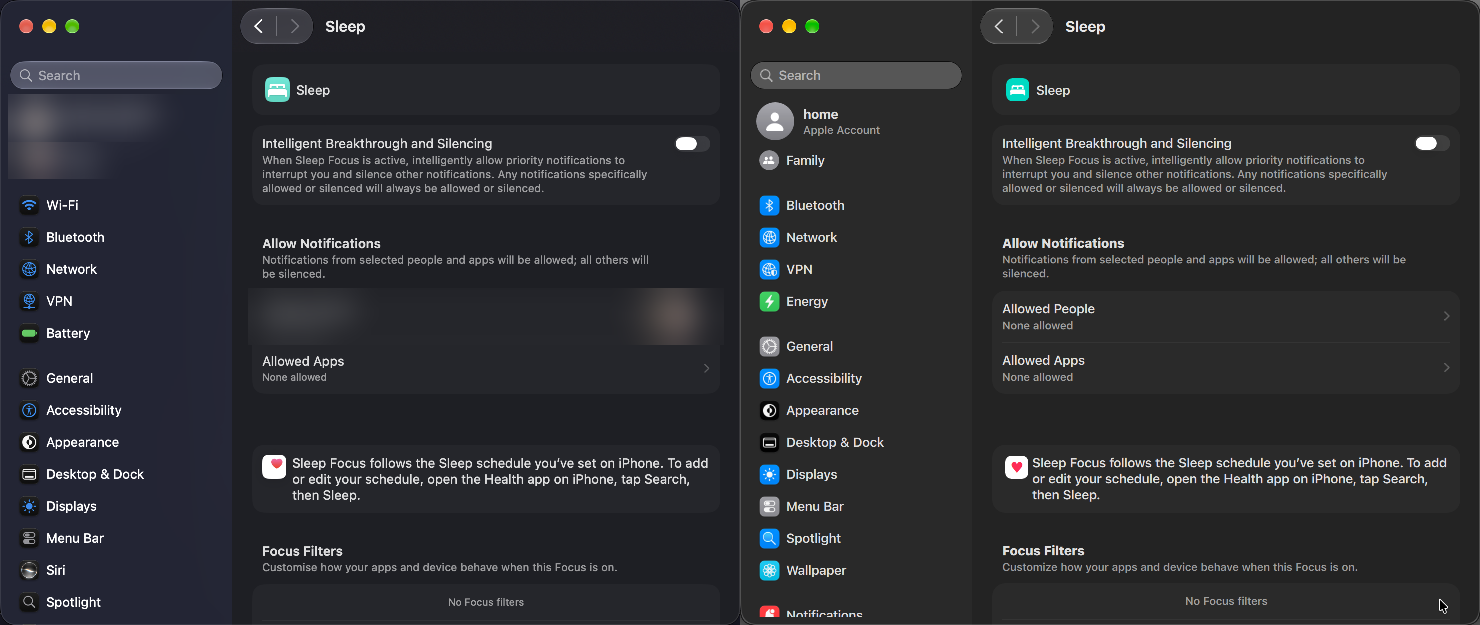 Sleep
Search
Wi-Fi
Bluetooth
Network
VPN
Battery
General
Accessibility
Appearance
Desktop & Dock
Displays
Menu Bar
Siri
Spotlight
Sleep
Intelligent Breakthrough and Silencing
When Sleep Focus is active, intelligently allow priority notifications to
interrupt you and silence other notifications. Any notifications specifically
allowed or silenced will always be allowed or silenced.
Allow Notifications
Notifications from selected people and apps will be allowed; all others will
be silenced.
Allowed Apps
None allowed
Sleep Focus follows the Sleep schedule you've set on iPhone. To add
or edit your schedule, open the Health app on iPhone, tap Search,
then Sleep.
Focus Filters
Customise how your apps and device behave when this Focus is on.
No Focus filters
Sleep
Search
home
Apple Account
Family
Bluetooth
Network
VPN
Energy
General
Accessibility
Appearance
Desktop & Dock
Displays
Menu Bar
Spotlight
Wallpaper
Notifications
Sleep
Intelligent Breakthrough and Silencing
When Sleep Focus is active, intelligently allow priority notifications to
interrupt you and silence other notifications. Any notifications specifically
allowed or silenced will always be allowed or silenced.
Allow Notifications
Notifications from selected people and apps will be allowed; all others will be
silenced.
Allowed People
None allowed
Allowed Apps
None allowed
Sleep Focus follows the Sleep schedule you've set on iPhone. To add
or edit your schedule, open the Health app on iPhone, tap Search,
then Sleep.
Focus Filters
Customize how your apps and device behave when this Focus is on.
No Focus filters